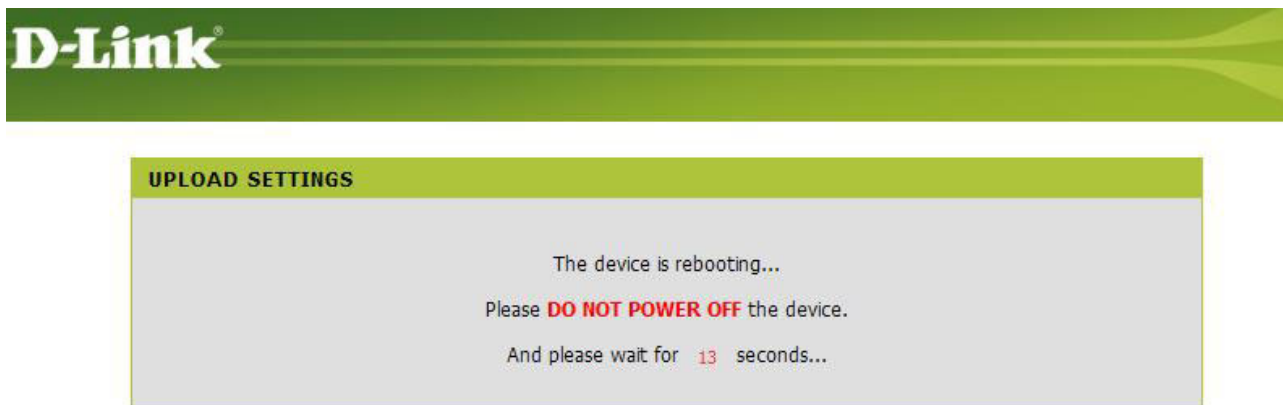 D-Link®
UPLOAD SETTINGS
The device is rebooting...
Please DO NOT POWER OFF the device.
And please wait for 13 seconds...